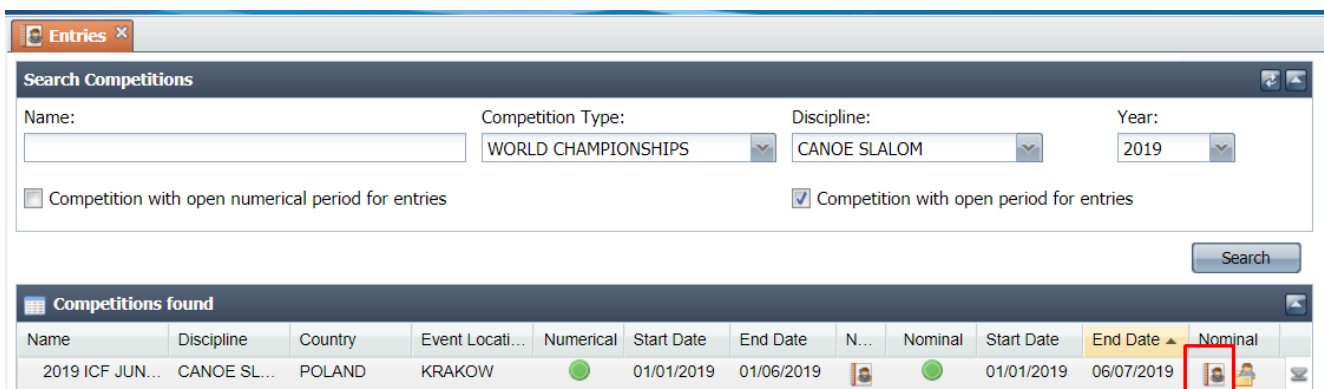 Entries
Search Competitions
Name: Competition Type: Discipline: Year:
WORLD CHAMPIONSHIPS CANOE SLALOM 2019
Competition with open numerical period for entries Competition with open period for entries
Search
Competitions found
Name Discipline Country Event Locati... Numerical Start Date End Date N... Nominal Start Date End Date Nominal
2019 ICF JUN... CANOE SL... POLAND KRAKOW 01/01/2019 01/06/2019 01/01/2019 06/07/2019